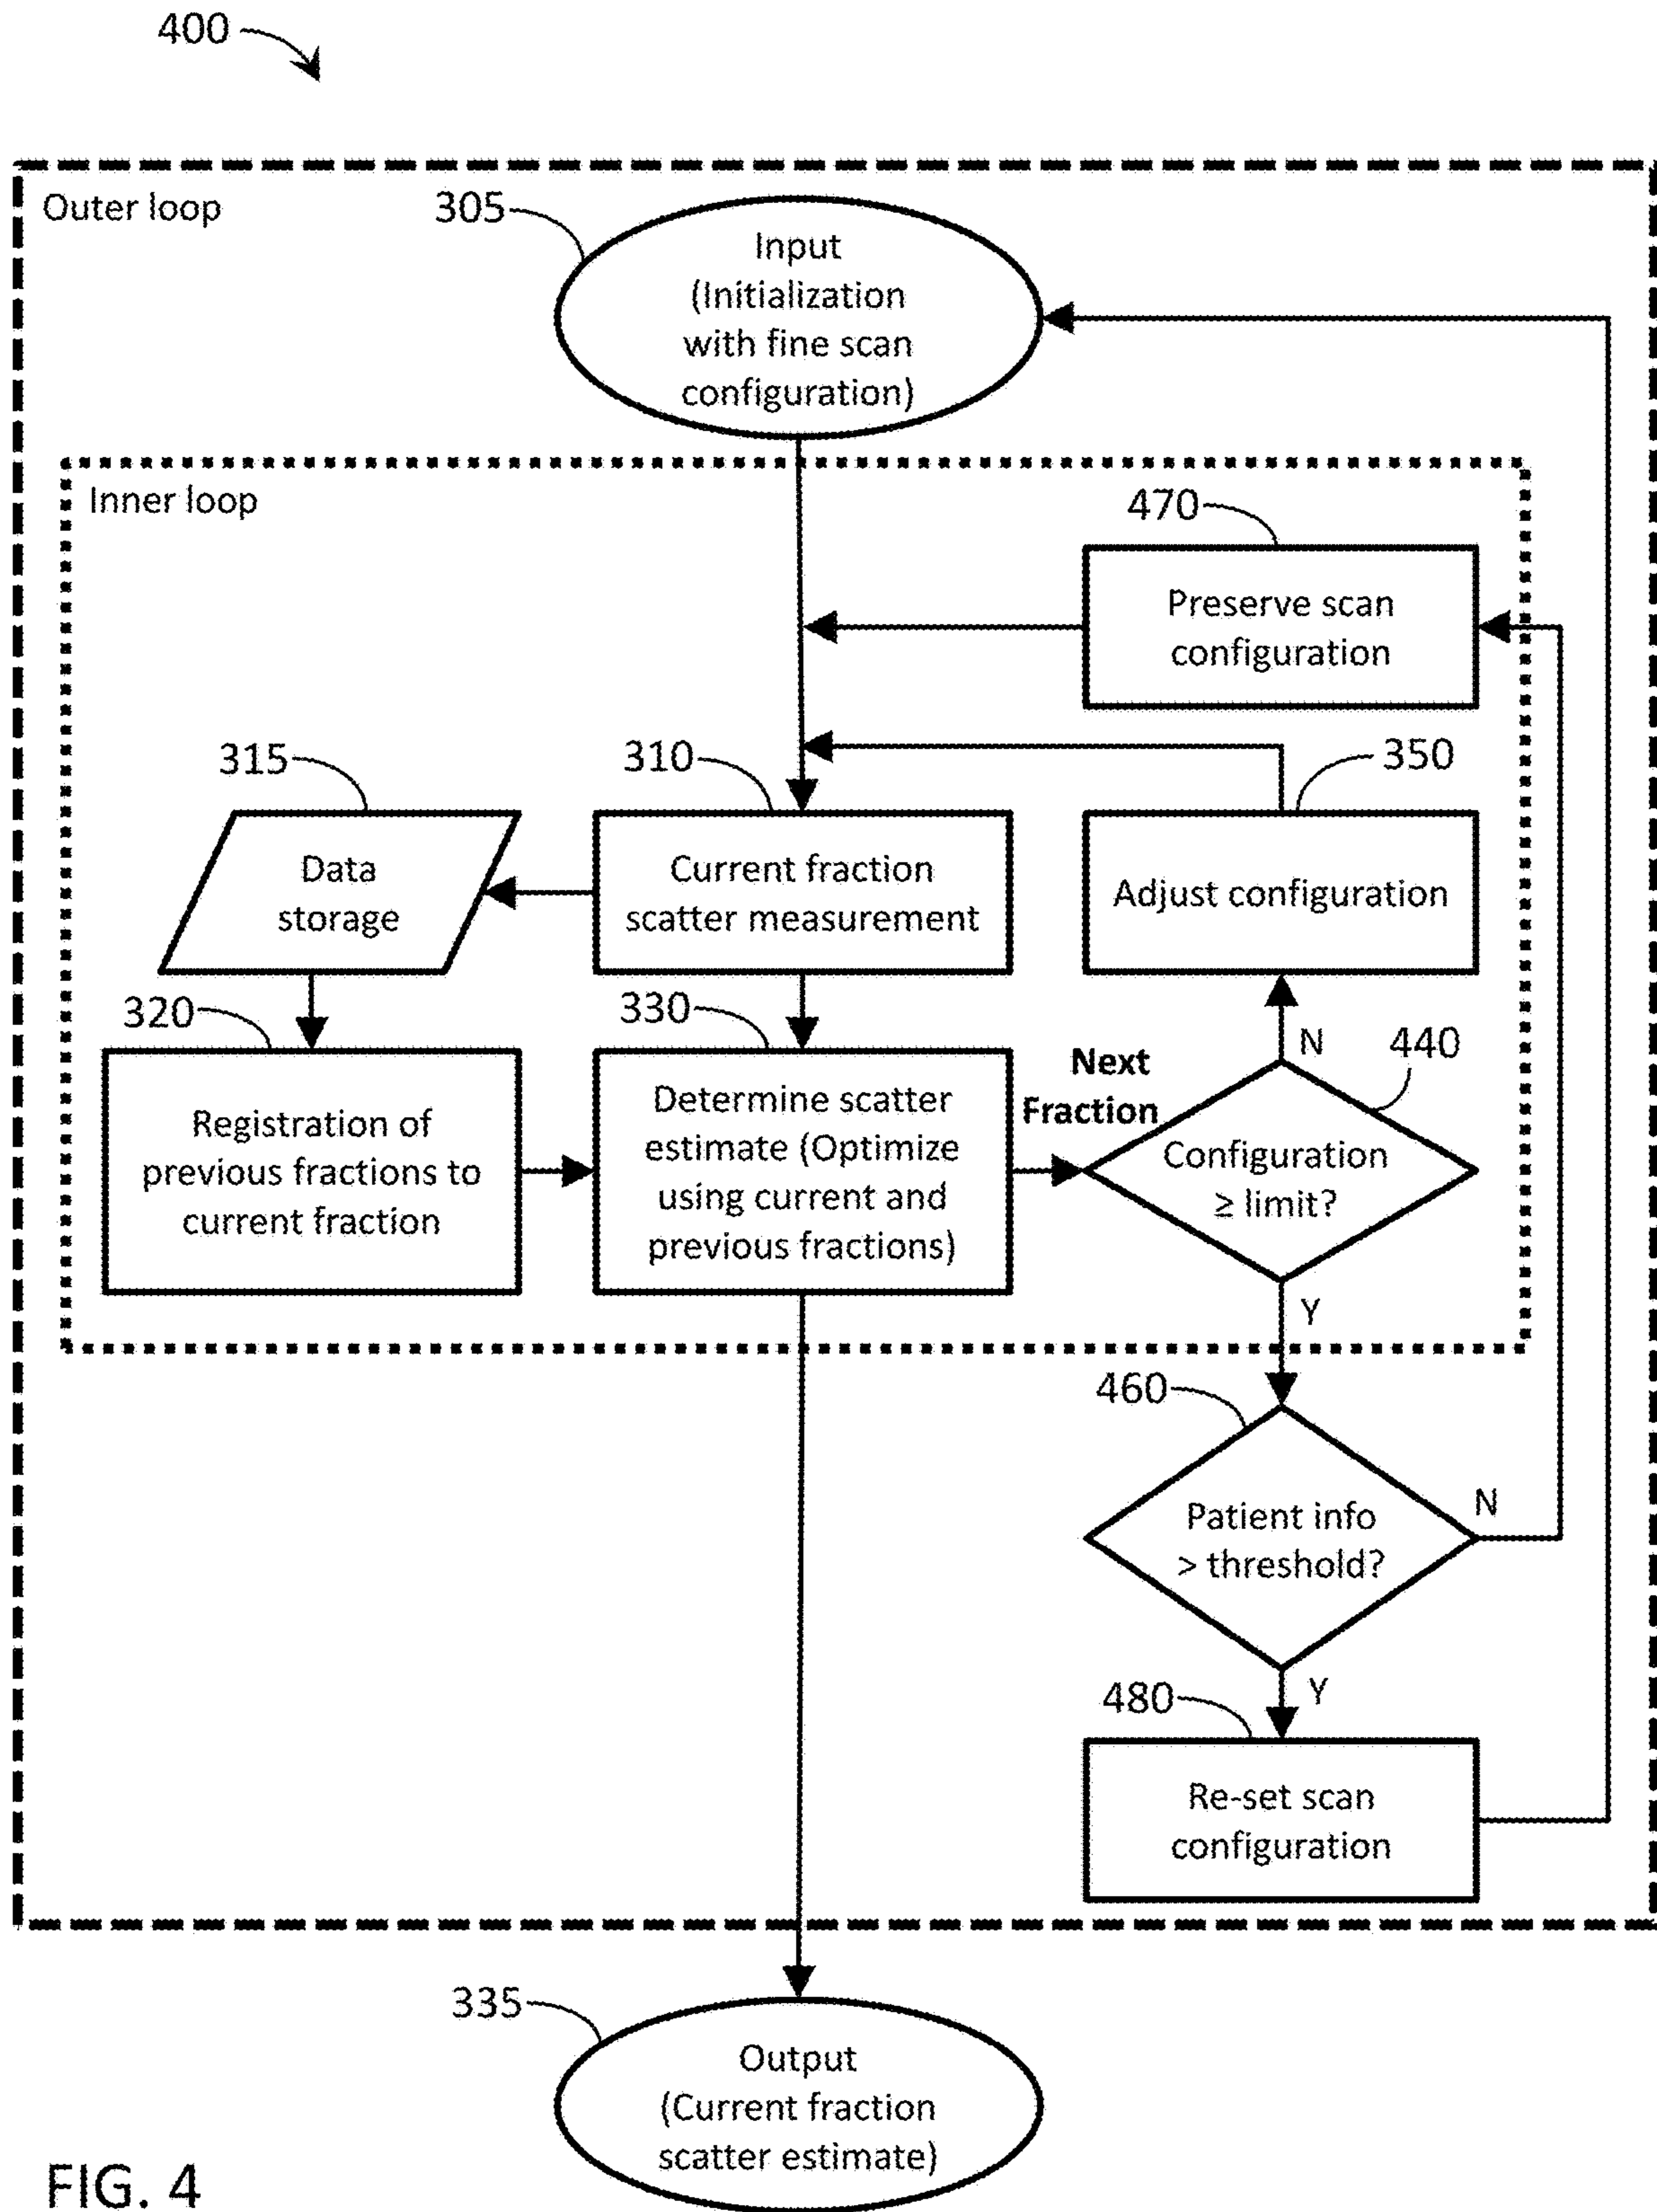 400
Outer loop
305
Input
(Initialization
with fine scan
configuration)
Inner loop
470
Preserve scan
configuration
315
310
350
Data
storage
Current fraction
scatter measurement
Adjust configuration
320
330
Next
Fraction
N
440
Registration of
previous fractions to
current fraction
Determine scatter
estimate (Optimize
using current and
previous fractions)
Configuration
≥ limit?
Y
460
Patient info
> threshold?
N
Y
480
Re-set scan
configuration
335
Output
(Current fraction
scatter estimate)
FIG. 4